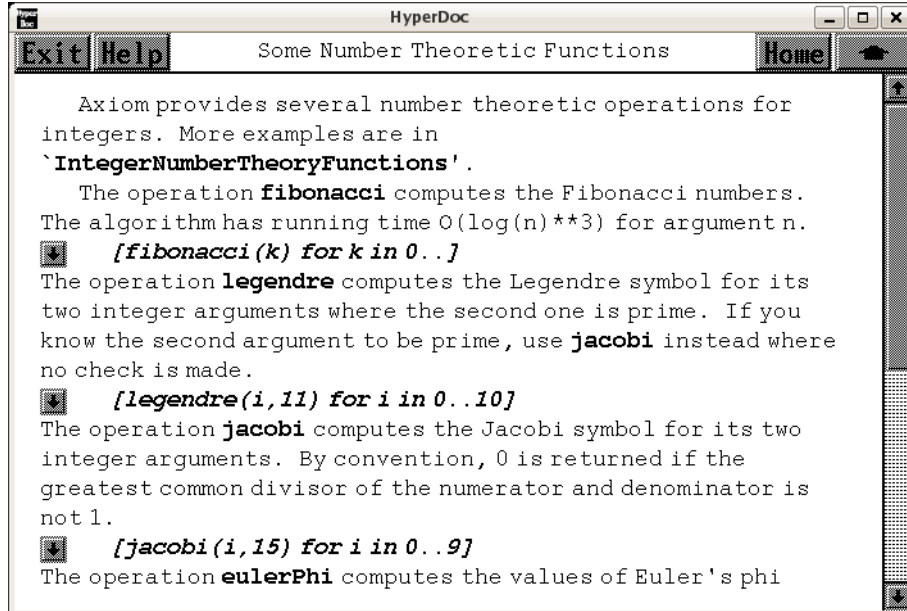 Hyper Doc
HyperDoc
Exit Help Some Number Theoretic Functions Home
Axiom provides several number theoretic operations for
integers. More examples are in
`IntegerNumberTheoryFunctions'.
The operation fibonacci computes the Fibonacci numbers.
The algorithm has running time O(log(n)**3) for argument n.
[fibonacci(k) for k in 0..]
The operation legendre computes the Legendre symbol for its
two integer arguments where the second one is prime. If you
know the second argument to be prime, use jacobi instead where
no check is made.
[legendre(i,11) for i in 0..10]
The operation jacobi computes the Jacobi symbol for its two
integer arguments. By convention, 0 is returned if the
greatest common divisor of the numerator and denominator is
not 1.
[jacobi(i,15) for i in 0..9]
The operation eulerPhi computes the values of Euler's phi